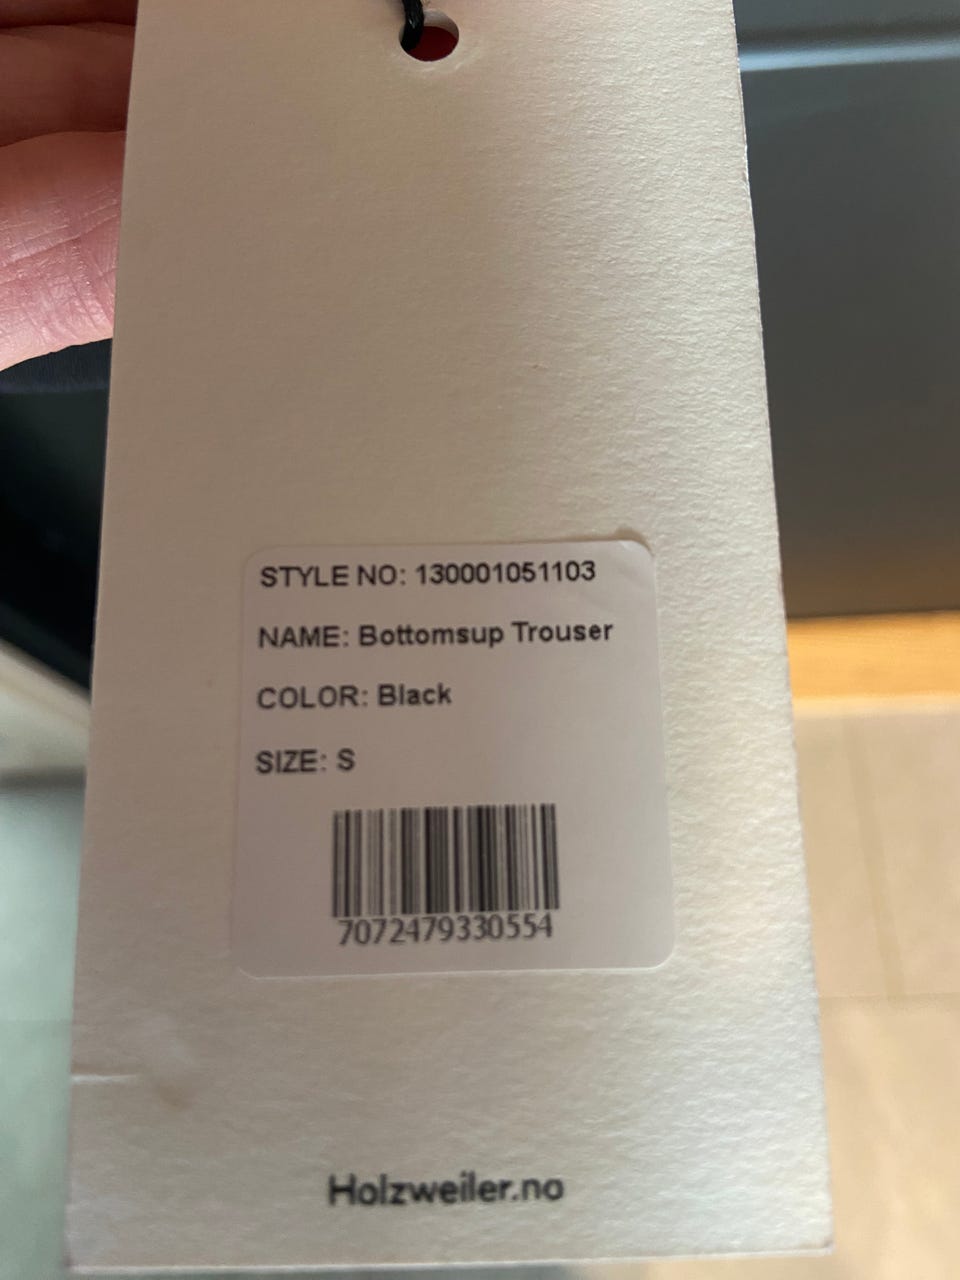 STYLE NO: 130001051103
NAME: Bottomsup Trouser
COLOR: Black
SIZE: S
7072479330554
Holzweiler.no